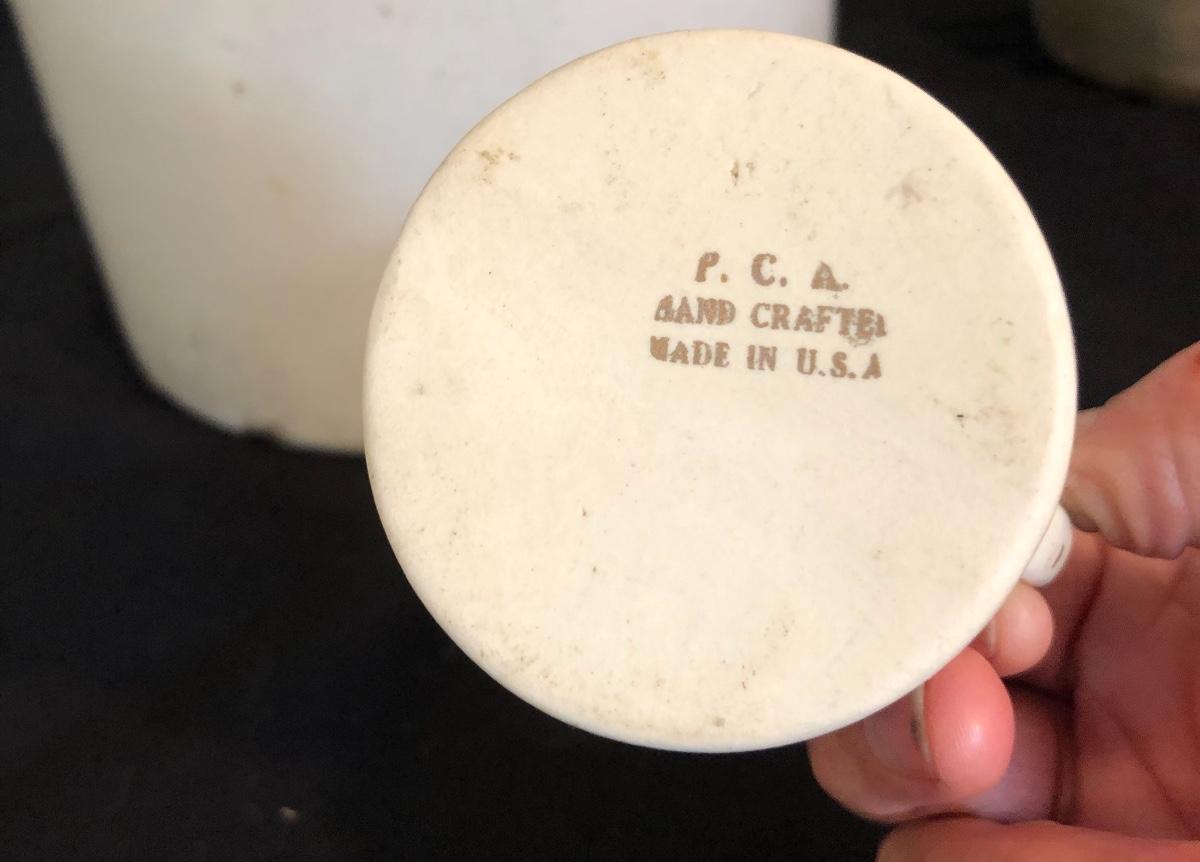 P. C. A.
HAND CRAFTED
MADE IN U.S.A